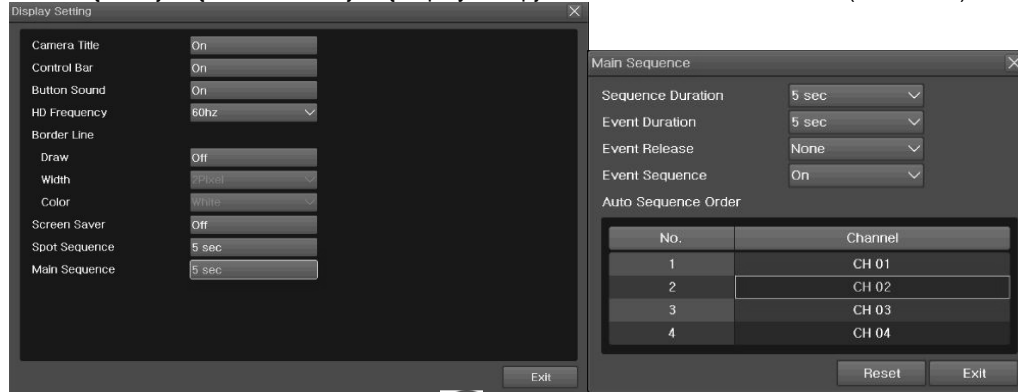 Display Setting
Camera Title On
Control Bar On
Button Sound On
HD Frequency 60hz
Border Line
Draw Off
Width 2Pixel
Color White
Screen Saver Off
Spot Sequence 5 sec
Main Sequence 5 sec
Exit
Main Sequence
Sequence Duration 5 sec
Event Duration 5 sec
Event Release None
Event Sequence On
Auto Sequence Order
No. Channel
1 CH 01
2 CH 02
3 CH 03
4 CH 04
Reset Exit